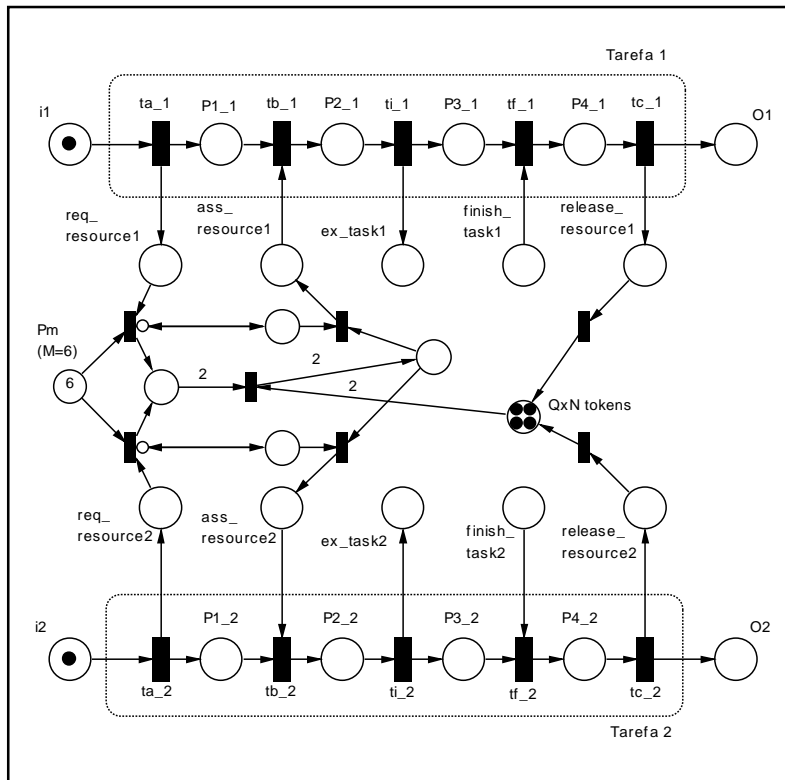 Tarefa 1
i1
ta_1
P1_1
tb_1
P2_1
ti_1
P3_1
tf_1
P4_1
tc_1
O1
req_
resource1
ass_
resource1
ex_task1
finish_
task1
release_
resource1
Pm
(M=6)
6
2
2
2
QxN tokens
req_
resource2
ass_
resource2
ex_task2
finish_
task2
release_
resource2
i2
P1_2
P2_2
P3_2
P4_2
O2
ta_2
tb_2
ti_2
tf_2
tc_2
Tarefa 2